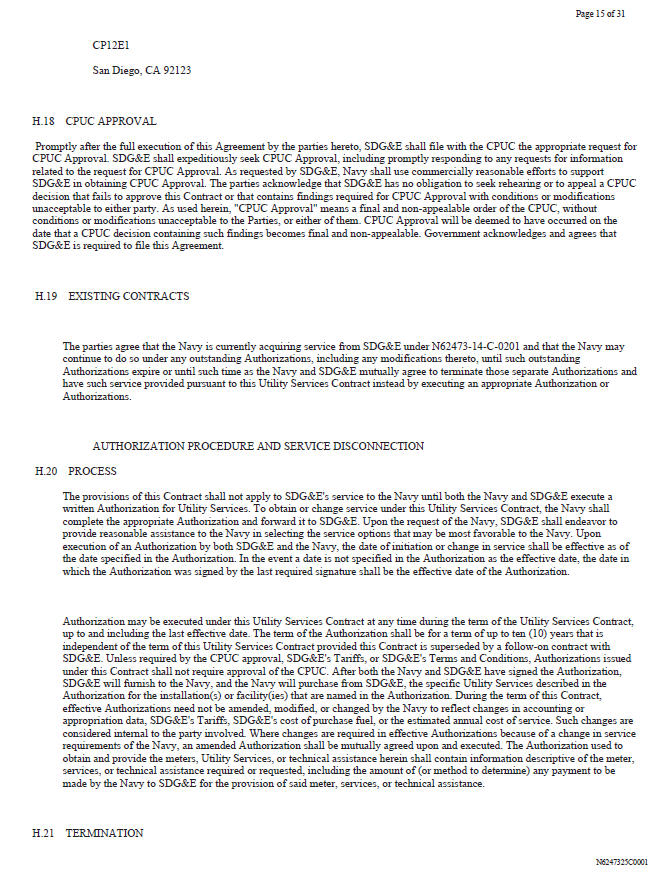 Page 15 of 31
CP12E1
San Diego, CA 92123
H.18 CPUC APPROVAL
Promptly after the full execution of this Agreement by the parties hereto, SDG&E shall file with the CPUC the appropriate request for
CPUC Approval. SDG&E shall expeditiously seek CPUC Approval, including promptly responding to any requests for information
related to the request for CPUC Approval. As requested by SDG&E, Navy shall use commercially reasonable efforts to support
SDG&E in obtaining CPUC Approval. The parties acknowledge that SDG&E has no obligation to seek rehearing or to appeal a CPUC
decision that fails to approve this Contract or that contains findings required for CPUC Approval with conditions or modifications
unacceptable to either party. As used herein, "CPUC Approval" means a final and non-appealable order of the CPUC, without
conditions or modifications unacceptable to the Parties, or either of them. CPUC Approval will be deemed to have occurred on the
date that a CPUC decision containing such findings becomes final and non-appealable. Government acknowledges and agrees that
SDG&E is required to file this Agreement.
H.19 EXISTING CONTRACTS
The parties agree that the Navy is currently acquiring service from SDG&E under N62473-14-C-0201 and that the Navy may
continue to do so under any outstanding Authorizations, including any modifications thereto, until such outstanding
Authorizations expire or until such time as the Navy and SDG&E mutually agree to terminate those separate Authorizations and
have such service provided pursuant to this Utility Services Contract instead by executing an appropriate Authorization or
Authorizations.
AUTHORIZATION PROCEDURE AND SERVICE DISCONNECTION
H.20 PROCESS
The provisions of this Contract shall not apply to SDG&E's service to the Navy until both the Navy and SDG&E execute a
written Authorization for Utility Services. To obtain or change service under this Utility Services Contract, the Navy shall
complete the appropriate Authorization and forward it to SDG&E. Upon the request of the Navy, SDG&E shall endeavor to
provide reasonable assistance to the Navy in selecting the service options that may be most favorable to the Navy. Upon
execution of an Authorization by both SDG&E and the Navy, the date of initiation or change in service shall be effective as of
the date specified in the Authorization. In the event a date is not specified in the Authorization as the effective date, the date in
which the Authorization was signed by the last required signature shall be the effective date of the Authorization.
Authorization may be executed under this Utility Services Contract at any time during the term of the Utility Services Contract,
up to and including the last effective date. The term of the Authorization shall be for a term of up to ten (10) years that is
independent of the term of this Utility Services Contract provided this Contract is superseded by a follow-on contract with
SDG&E. Unless required by the CPUC approval, SDG&E's Tariffs, or SDG&E's Terms and Conditions, Authorizations issued
under this Contract shall not require approval of the CPUC. After both the Navy and SDG&E have signed the Authorization,
SDG&E will furnish to the Navy, and the Navy will purchase from SDG&E, the specific Utility Services described in the
Authorization for the installation(s) or facility(ies) that are named in the Authorization. During the term of this Contract,
effective Authorizations need not be amended, modified, or changed by the Navy to reflect changes in accounting or
appropriation data, SDG&E's Tariffs, SDG&E's cost of purchase fuel, or the estimated annual cost of service. Such changes are
considered internal to the party involved. Where changes are required in effective Authorizations because of a change in service
requirements of the Navy, an amended Authorization shall be mutually agreed upon and executed. The Authorization used to
obtain and provide the meters, Utility Services, or technical assistance herein shall contain information descriptive of the meter,
services, or technical assistance required or requested, including the amount of (or method to determine) any payment to be
made by the Navy to SDG&E for the provision of said meter, services, or technical assistance.
H.21 TERMINATION
N6247325C0001